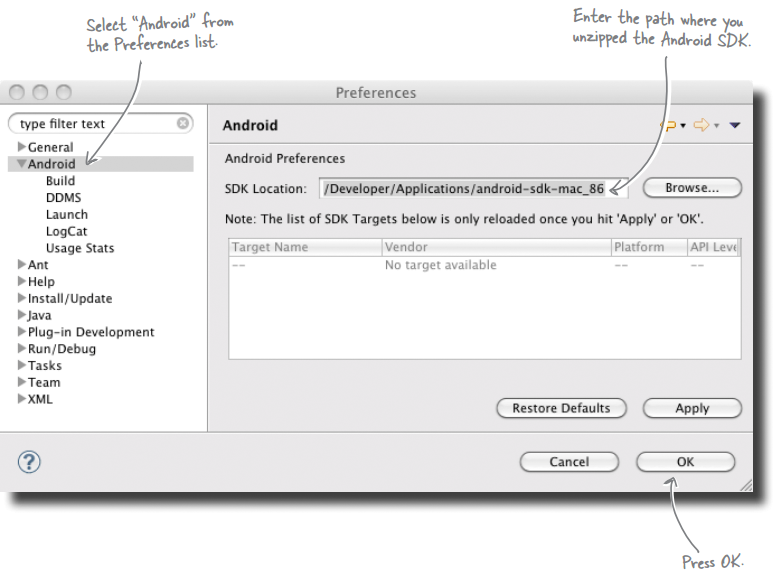 Select “Android” from
the Preferences list.
Enter the path where you
unzipped the Android SDK.
Preferences
type filter text
General
Android
Build
DDMS
Launch
LogCat
Usage Stats
Ant
Help
Install/Update
Java
Plug-in Development
Run/Debug
Tasks
Team
XML
Android
Android Preferences
SDK Location: /Developer/Applications/android-sdk-mac_86 Browse...
Note: The list of SDK Targets below is only reloaded once you hit 'Apply' or 'OK'.
Target Name Vendor Platform API Leve
-- No target available -- --
Restore Defaults Apply
? Cancel OK
Press OK.